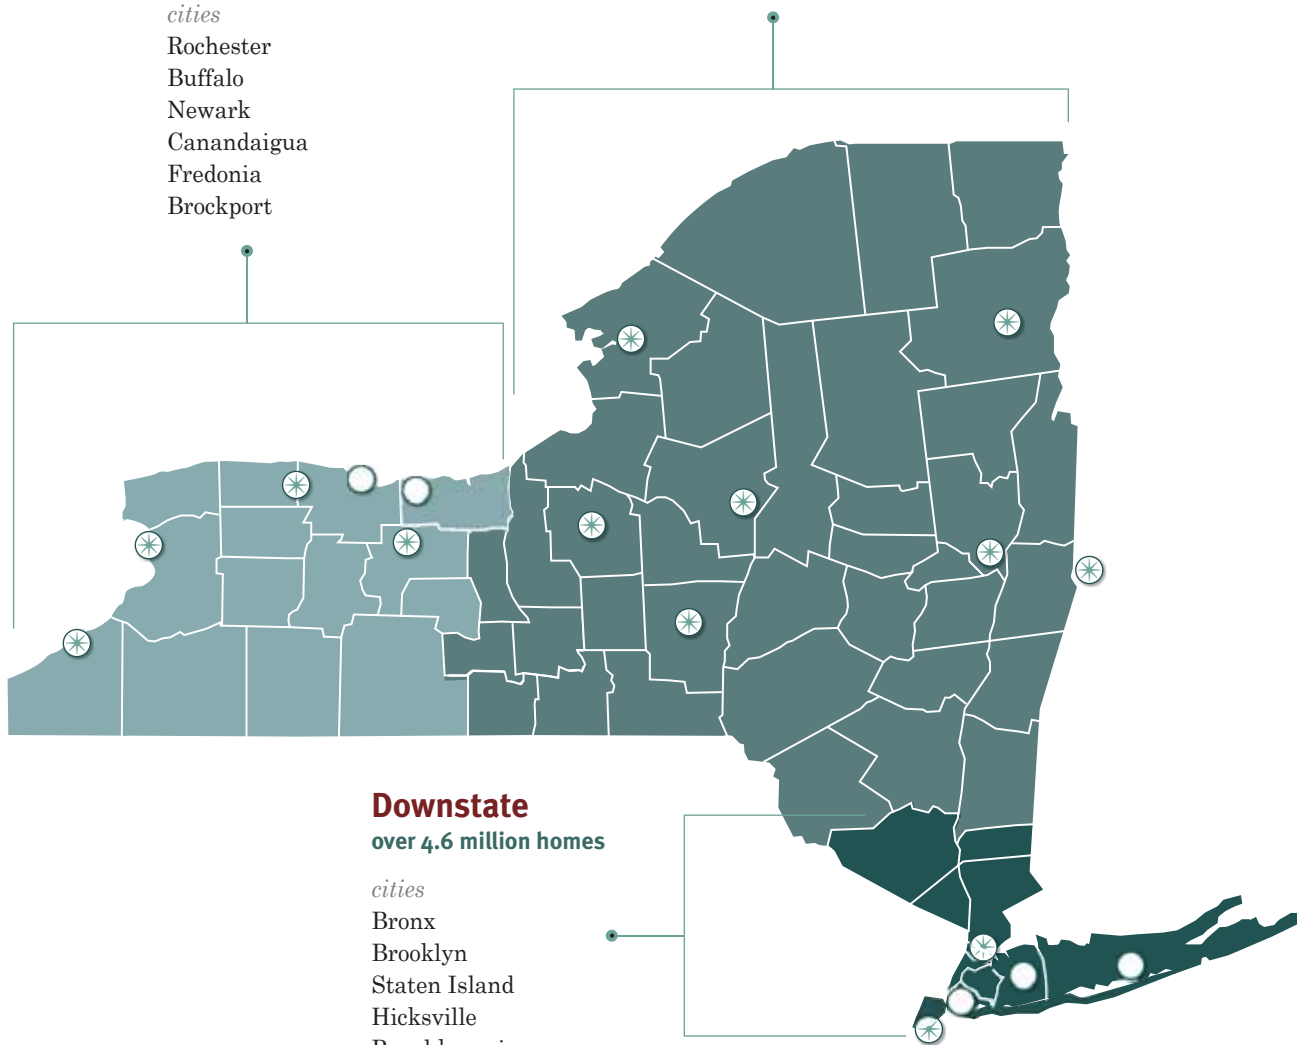 cities
Rochester
Buffalo
Newark
Canandaigua
Fredonia
Brockport
Downstate
over 4.6 million homes
cities
Bronx
Brooklyn
Staten Island
Hicksville